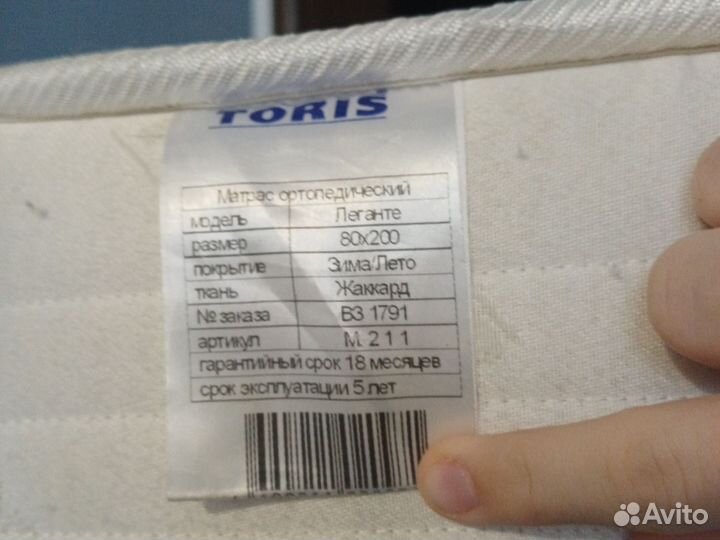 TORIS
Матрас ортопедический
модель Леганте
размер 80x200
покрытие Зима/Лето
ткань Жаккард
№ заказа ВЗ 1791
артикул М. 2 1 1
гарантийный срок 18 месяцев
срок эксплуатации 5 лет
Avito